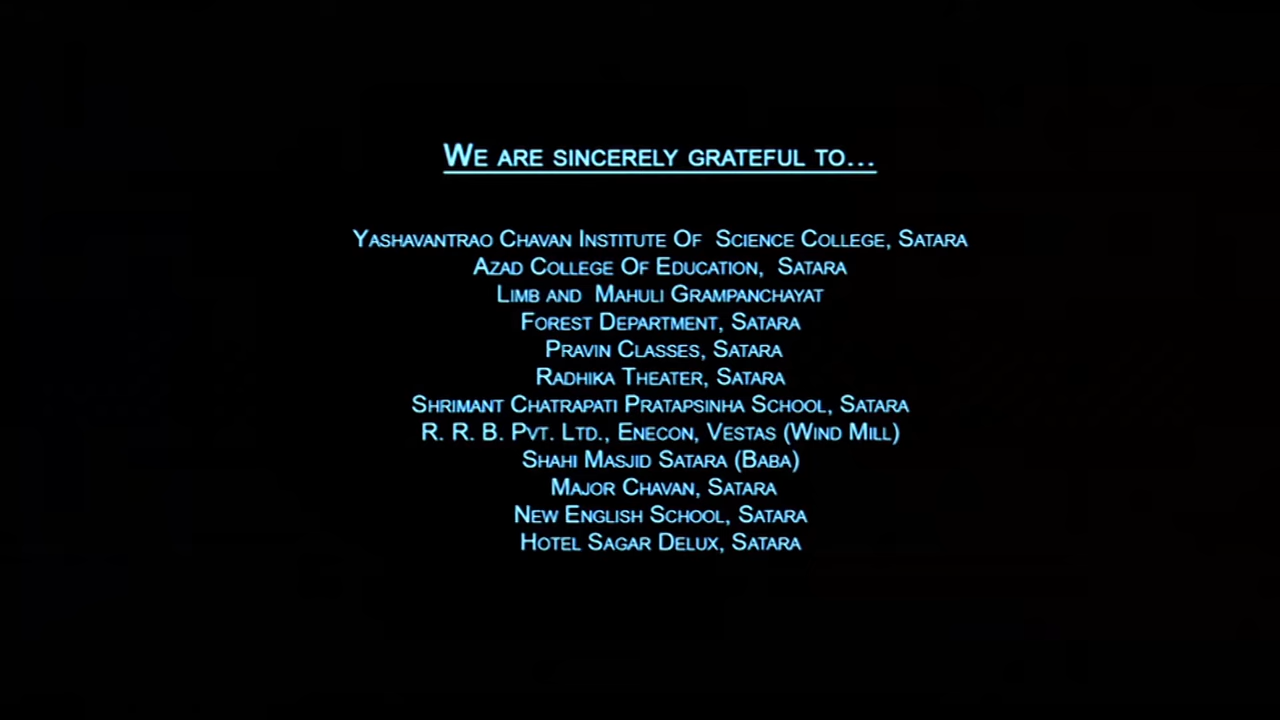 WE ARE SINCERELY GRATEFUL TO...
YASHAVANTRAO CHAVAN INSTITUTE OF SCIENCE COLLEGE, SATARA
AZAD COLLEGE OF EDUCATION, SATARA
LIMB AND MAHULI GRAMPANCHAYAT
FOREST DEPARTMENT, SATARA
PRAVIN CLASSES, SATARA
RADHIKA THEATER, SATARA
SHRIMANT CHATRAPATI PRATAPSINHA SCHOOL, SATARA
R. R. B. PVT. LTD., ENECON, VESTAS (WIND MILL)
SHAHI MASJID SATARA (BABA)
MAJOR CHAVAN, SATARA
NEW ENGLISH SCHOOL, SATARA
HOTEL SAGAR DELUX, SATARA